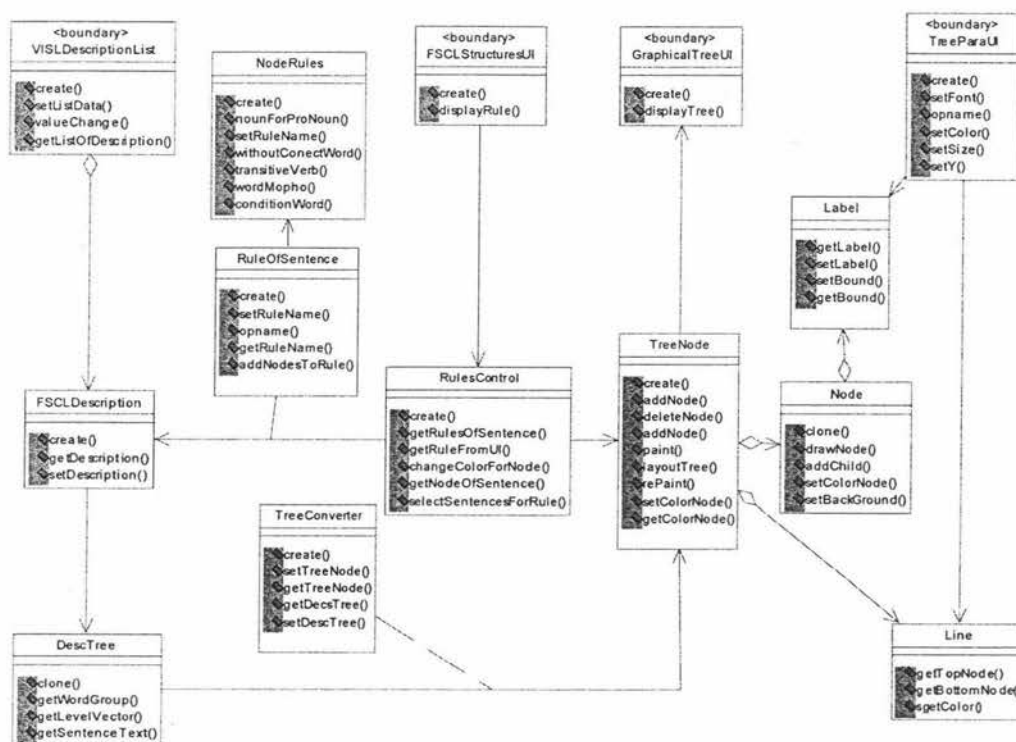 <boundary>
VISLDescriptionList
create()
setListData()
valueChange()
getListOfDescription()
NodeRules
create()
nounForProNoun()
setRuleName()
withoutConectWord()
transitiveVerb()
wordMopho()
conditionWord()
<boundary>
FSCLStructuresUI
create()
displayRule()
<boundary>
GraphicalTreeUI
create()
displayTree()
<boundary>
TreeParaUI
create()
setFont()
opname()
setColor()
setSize()
setY()
Label
getLabel()
setLabel()
setBound()
getBound()
RuleOfSentence
create()
setRuleName()
opname()
getRuleName()
addNodesToRule()
FSCLDescription
create()
getDescription()
setDescription()
RulesControl
create()
getRulesOfSentence()
getRuleFromUI()
changeColorForNode()
getNodeOfSentence()
selectSentencesForRule()
TreeNode
create()
addNode()
deleteNode()
addNode()
paint()
layoutTree()
rePaint()
setColorNode()
getColorNode()
Node
clone()
drawNode()
addChild()
setColorNode()
setBackGround()
TreeConverter
create()
setTreeNode()
getTreeNode()
getDecsTree()
setDescTree()
DescTree
clone()
getWordGroup()
getLevelVector()
getSentenceText()
Line
getTopNode()
getBottomNode()
sgetColor()